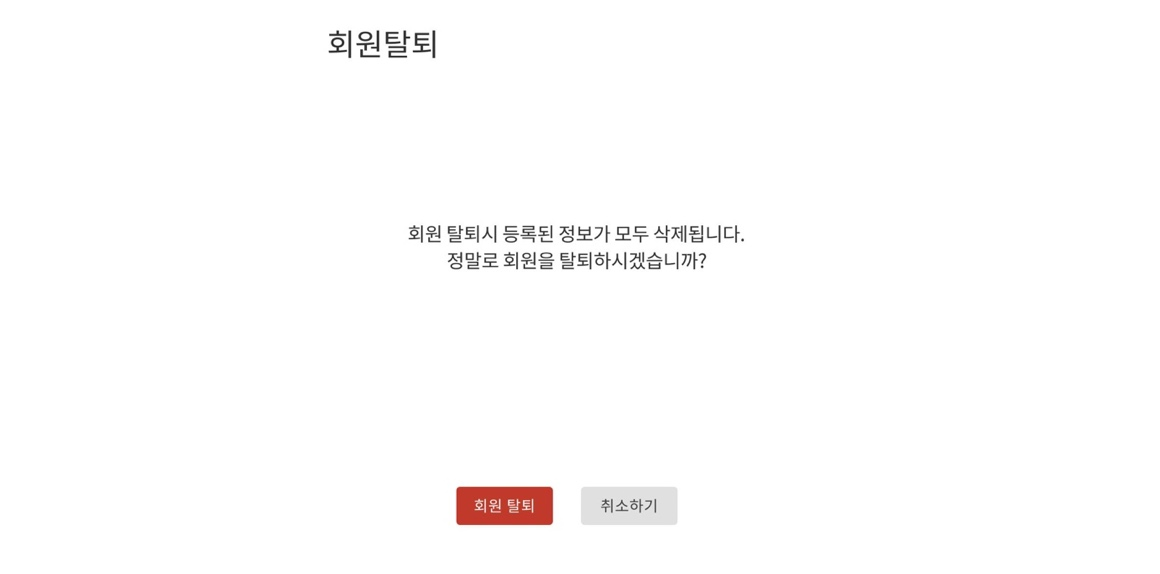 회원탈퇴
회원 탈퇴시 등록된 정보가 모두 삭제됩니다.
정말로 회원을 탈퇴하시겠습니까?
회원 탈퇴
취소하기